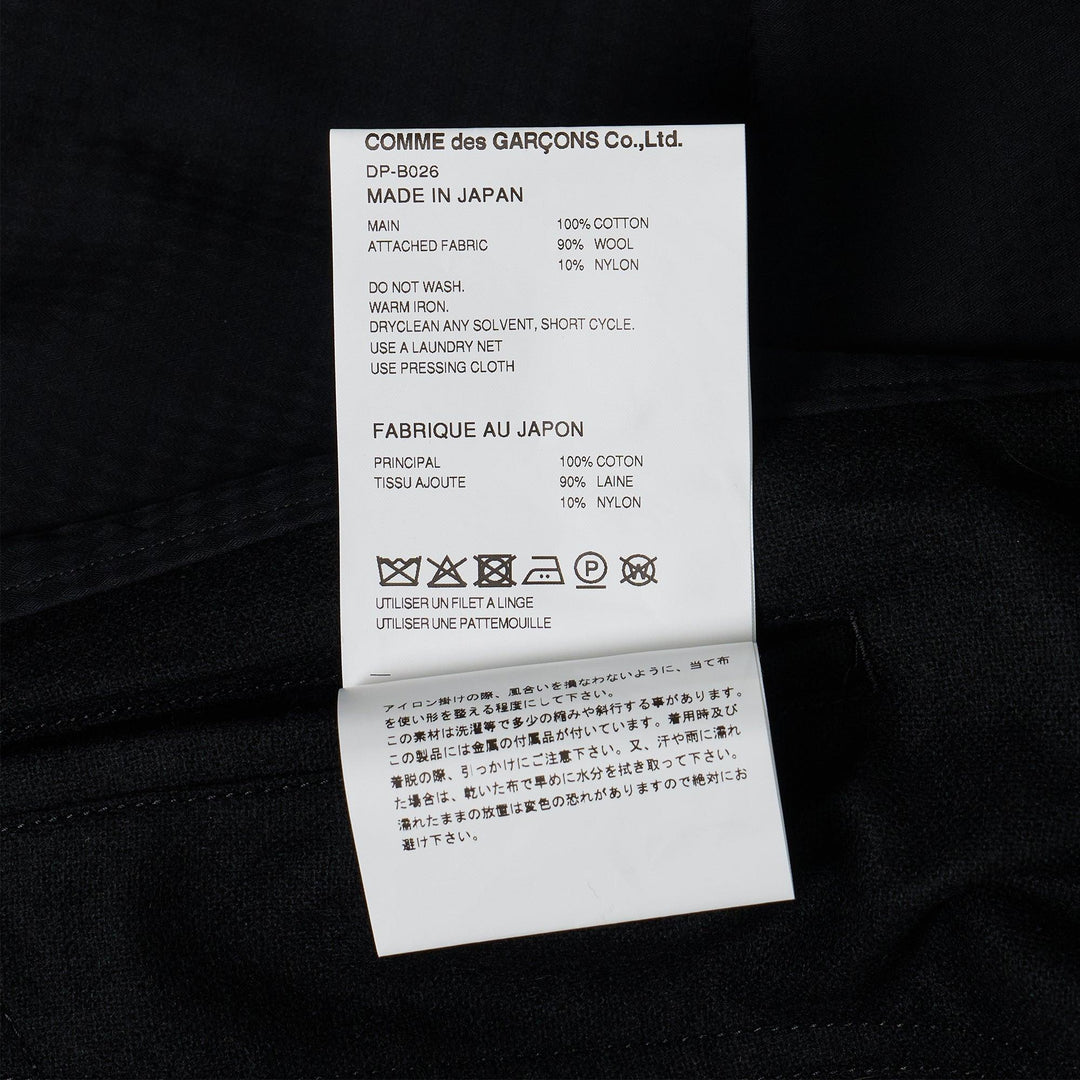 COMME des GARÇONS Co.,Ltd.
DP-B026
MADE IN JAPAN
MAIN 100% COTTON
ATTACHED FABRIC 90% WOOL
10% NYLON
DO NOT WASH.
WARM IRON.
DRYCLEAN ANY SOLVENT, SHORT CYCLE.
USE A LAUNDRY NET
USE PRESSING CLOTH
FABRIQUE AU JAPON
PRINCIPAL 100% COTON
TISSU AJOUTE 90% LAINE
10% NYLON
P W
UTILISER UN FILET A LINGE
UTILISER UNE PATTEMOUILLE
アイロン掛けの際、風合いを損なわないように、当て布
を使い形を整える程度にして下さい。
この素材は洗濯等で多少の縮みや斜行する事があります。
この製品には金属の付属品が付いています。着用時及び
着脱の際、引っかけにご注意下さい。又、汗や雨に濡れ
た場合は、乾いた布で早めに水分を拭き取って下さい。
濡れたままの放置は変色の恐れがありますので絶対にお
避け下さい。